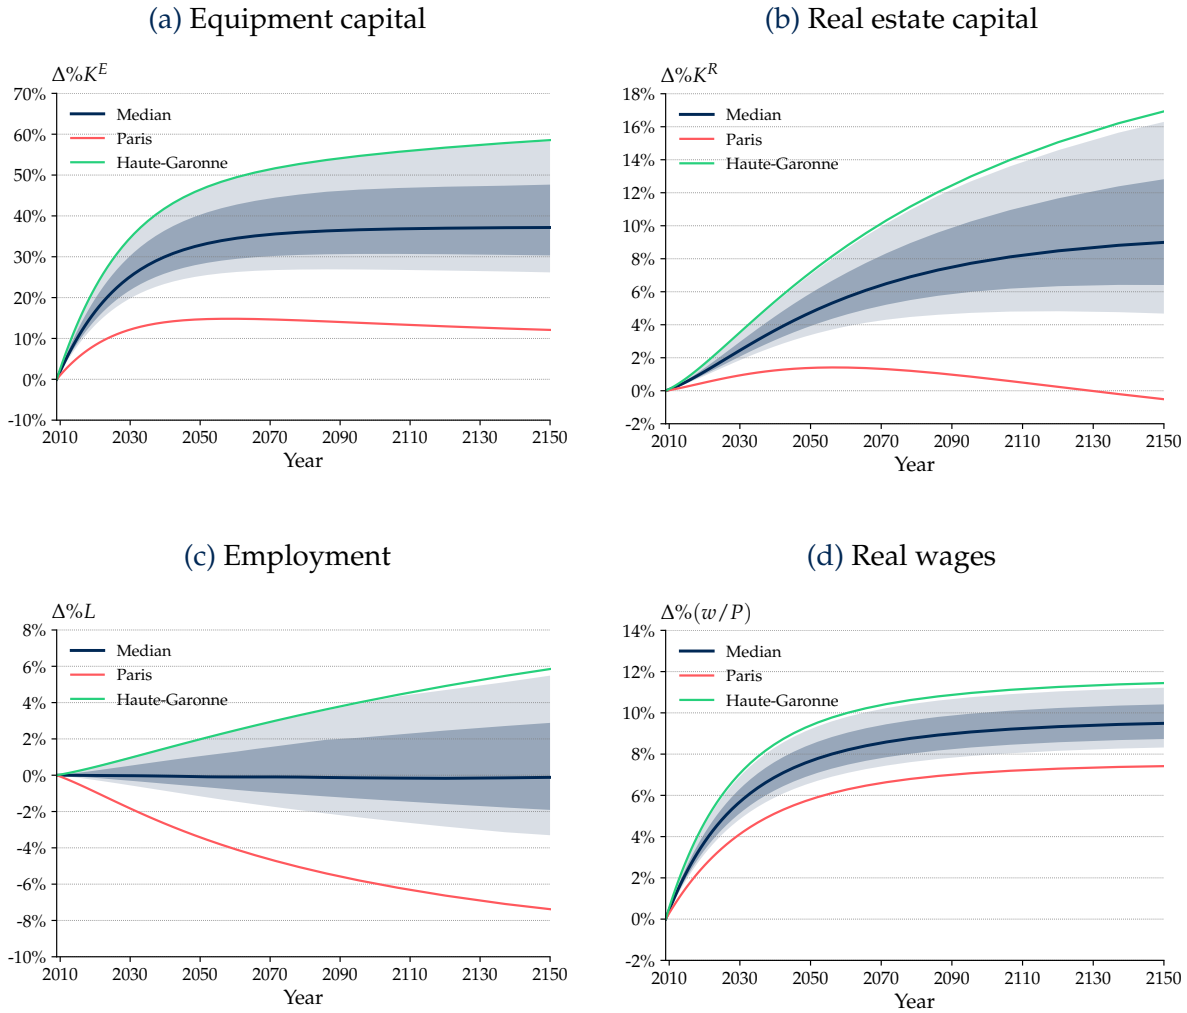 (a) Equipment capital
Δ%K^E
70%
60%
50%
40%
30%
20%
10%
0%
-10%
Median
Paris
Haute-Garonne
2010 2030 2050 2070 2090 2110 2130 2150
Year
(b) Real estate capital
Δ%K^R
18%
16%
14%
12%
10%
8%
6%
4%
2%
0%
-2%
Median
Paris
Haute-Garonne
2010 2030 2050 2070 2090 2110 2130 2150
Year
(c) Employment
Δ%L
8%
6%
4%
2%
0%
-2%
-4%
-6%
-8%
-10%
Median
Paris
Haute-Garonne
2010 2030 2050 2070 2090 2110 2130 2150
Year
(d) Real wages
Δ%(w/P)
14%
12%
10%
8%
6%
4%
2%
0%
-2%
Median
Paris
Haute-Garonne
2010 2030 2050 2070 2090 2110 2130 2150
Year